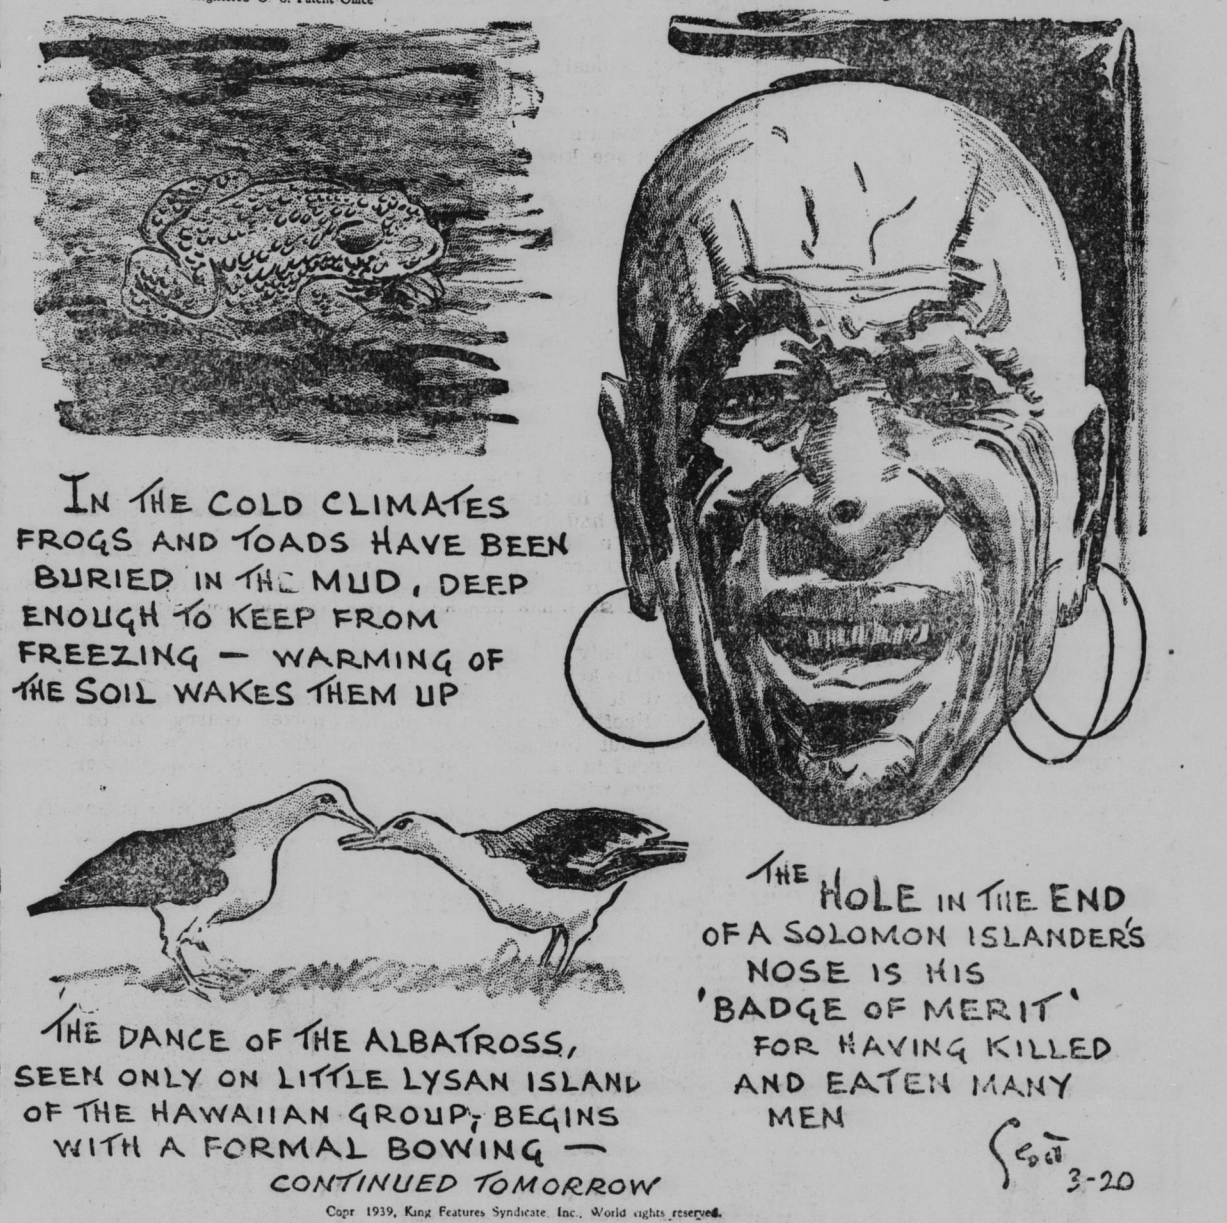 Patent Office
IN THE COLD CLIMATES
FROGS AND TOADS HAVE BEEN
BURIED IN THE MUD, DEEP
ENOUGH TO KEEP FROM
FREEZING — WARMING OF
THE SOIL WAKES THEM UP
THE DANCE OF THE ALBATROSS,
SEEN ONLY ON LITTLE LYSAN ISLAND
OF THE HAWAIIAN GROUP, BEGINS
WITH A FORMAL BOWING —
CONTINUED TOMORROW
THE HOLE IN THE END
OF A SOLOMON ISLANDER'S
NOSE IS HIS
'BADGE OF MERIT'
FOR HAVING KILLED
AND EATEN MANY
MEN
3-20
Copr. 1939, King Features Syndicate, Inc., World rights reserved.